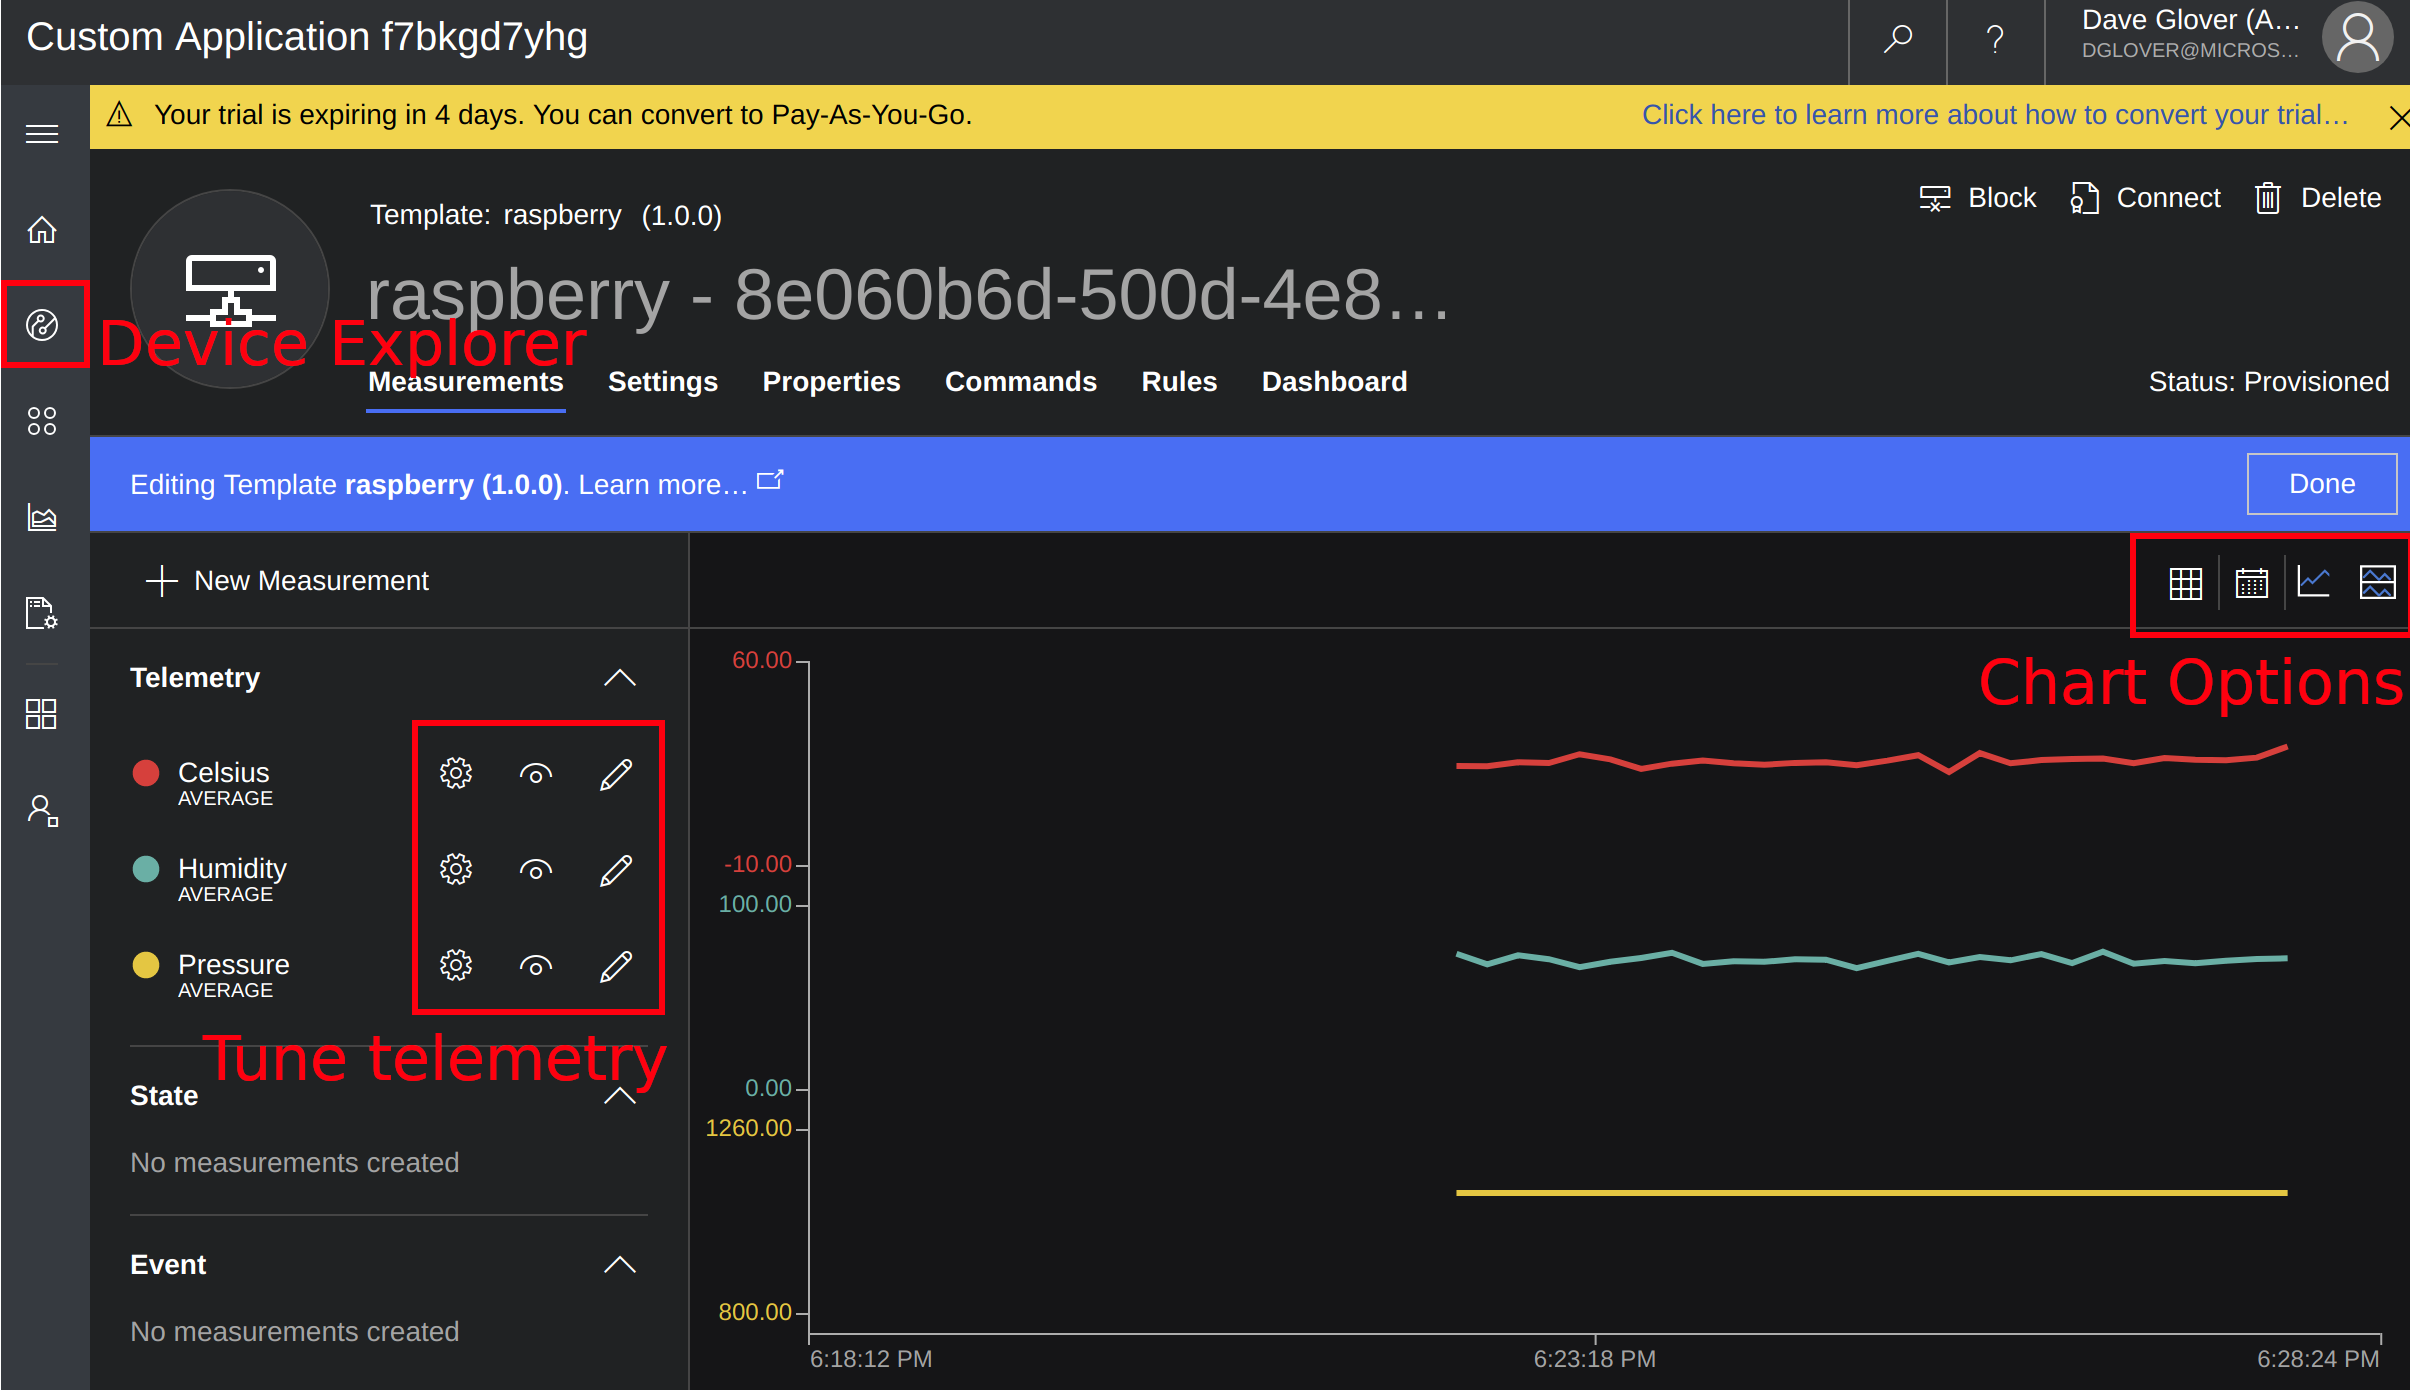 Custom Application f7bkgd7yhg
?
Dave Glover (A...
DGLOVER@MICROS...
Your trial is expiring in 4 days. You can convert to Pay-As-You-Go.
Click here to learn more about how to convert your trial...
Template: raspberry (1.0.0)
Block
Connect
Delete
raspberry - 8e060b6d-500d-4e8...
Device Explorer
Measurements
Settings
Properties
Commands
Rules
Dashboard
Status: Provisioned
Editing Template raspberry (1.0.0). Learn more...
Done
New Measurement
Chart Options
Telemetry
Celsius
AVERAGE
Humidity
AVERAGE
Pressure
AVERAGE
Tune telemetry
State
No measurements created
Event
No measurements created
60.00
-10.00
100.00
0.00
1260.00
800.00
6:18:12 PM
6:23:18 PM
6:28:24 PM